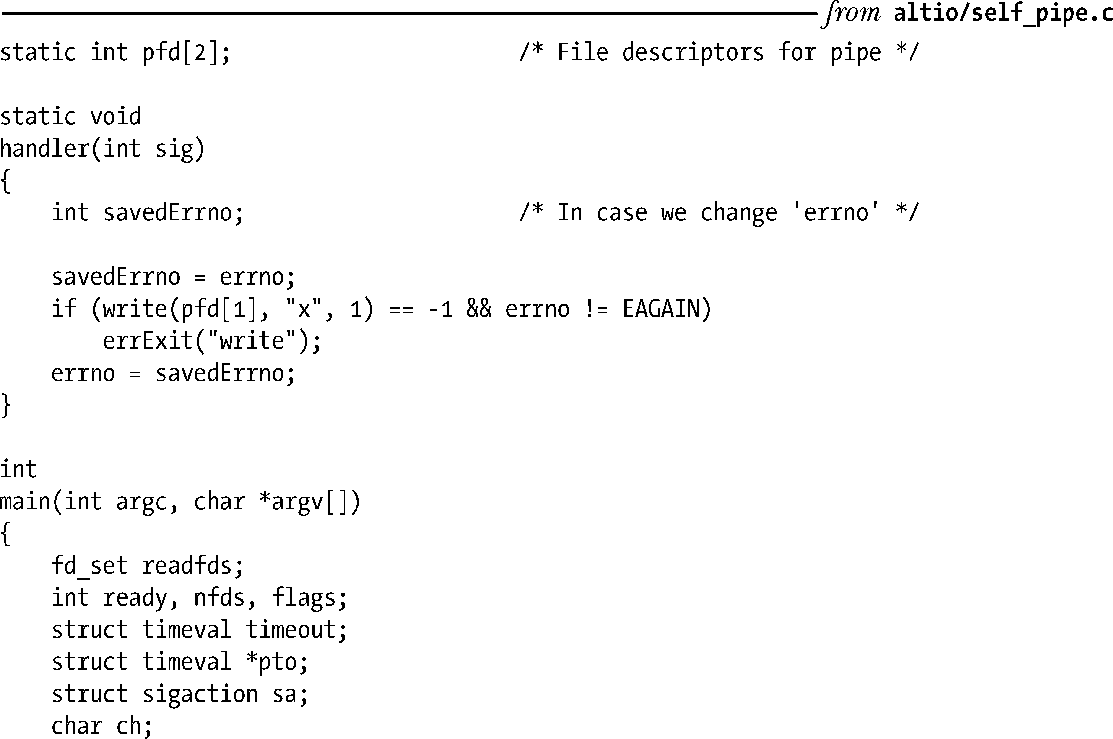 from altio/self_pipe.c
static int pfd[2];                    /* File descriptors for pipe */
static void
handler(int sig)
{
    int savedErrno;                     /* In case we change 'errno' */
    savedErrno = errno;
    if (write(pfd[1], "x", 1) == -1 && errno != EAGAIN)
        errExit("write");
    errno = savedErrno;
}
int
main(int argc, char *argv[])
{
    fd_set readfds;
    int ready, nfds, flags;
    struct timeval timeout;
    struct timeval *pto;
    struct sigaction sa;
    char ch;